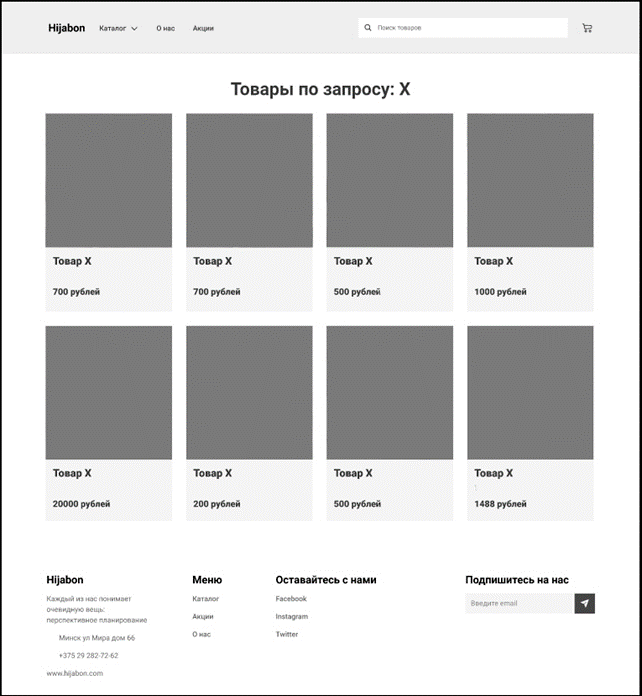 Hijabon Каталог О нас Акции Поиск товаров
Товары по запросу: X
Товар X Товар X Товар X Товар X
700 рублей 700 рублей 500 рублей 1000 рублей
Товар X Товар X Товар X Товар X
20000 рублей 200 рублей 500 рублей 1488 рублей
Hijabon
Каждый из нас понимает
очевидную вещь:
перспективное планирование
Минск ул Мира дом 66
+375 29 282-72-62
www.hijabon.com
Меню
Каталог
Акции
О нас
Оставайтесь с нами
Facebook
Instagram
Twitter
Подпишитесь на нас
Введите email